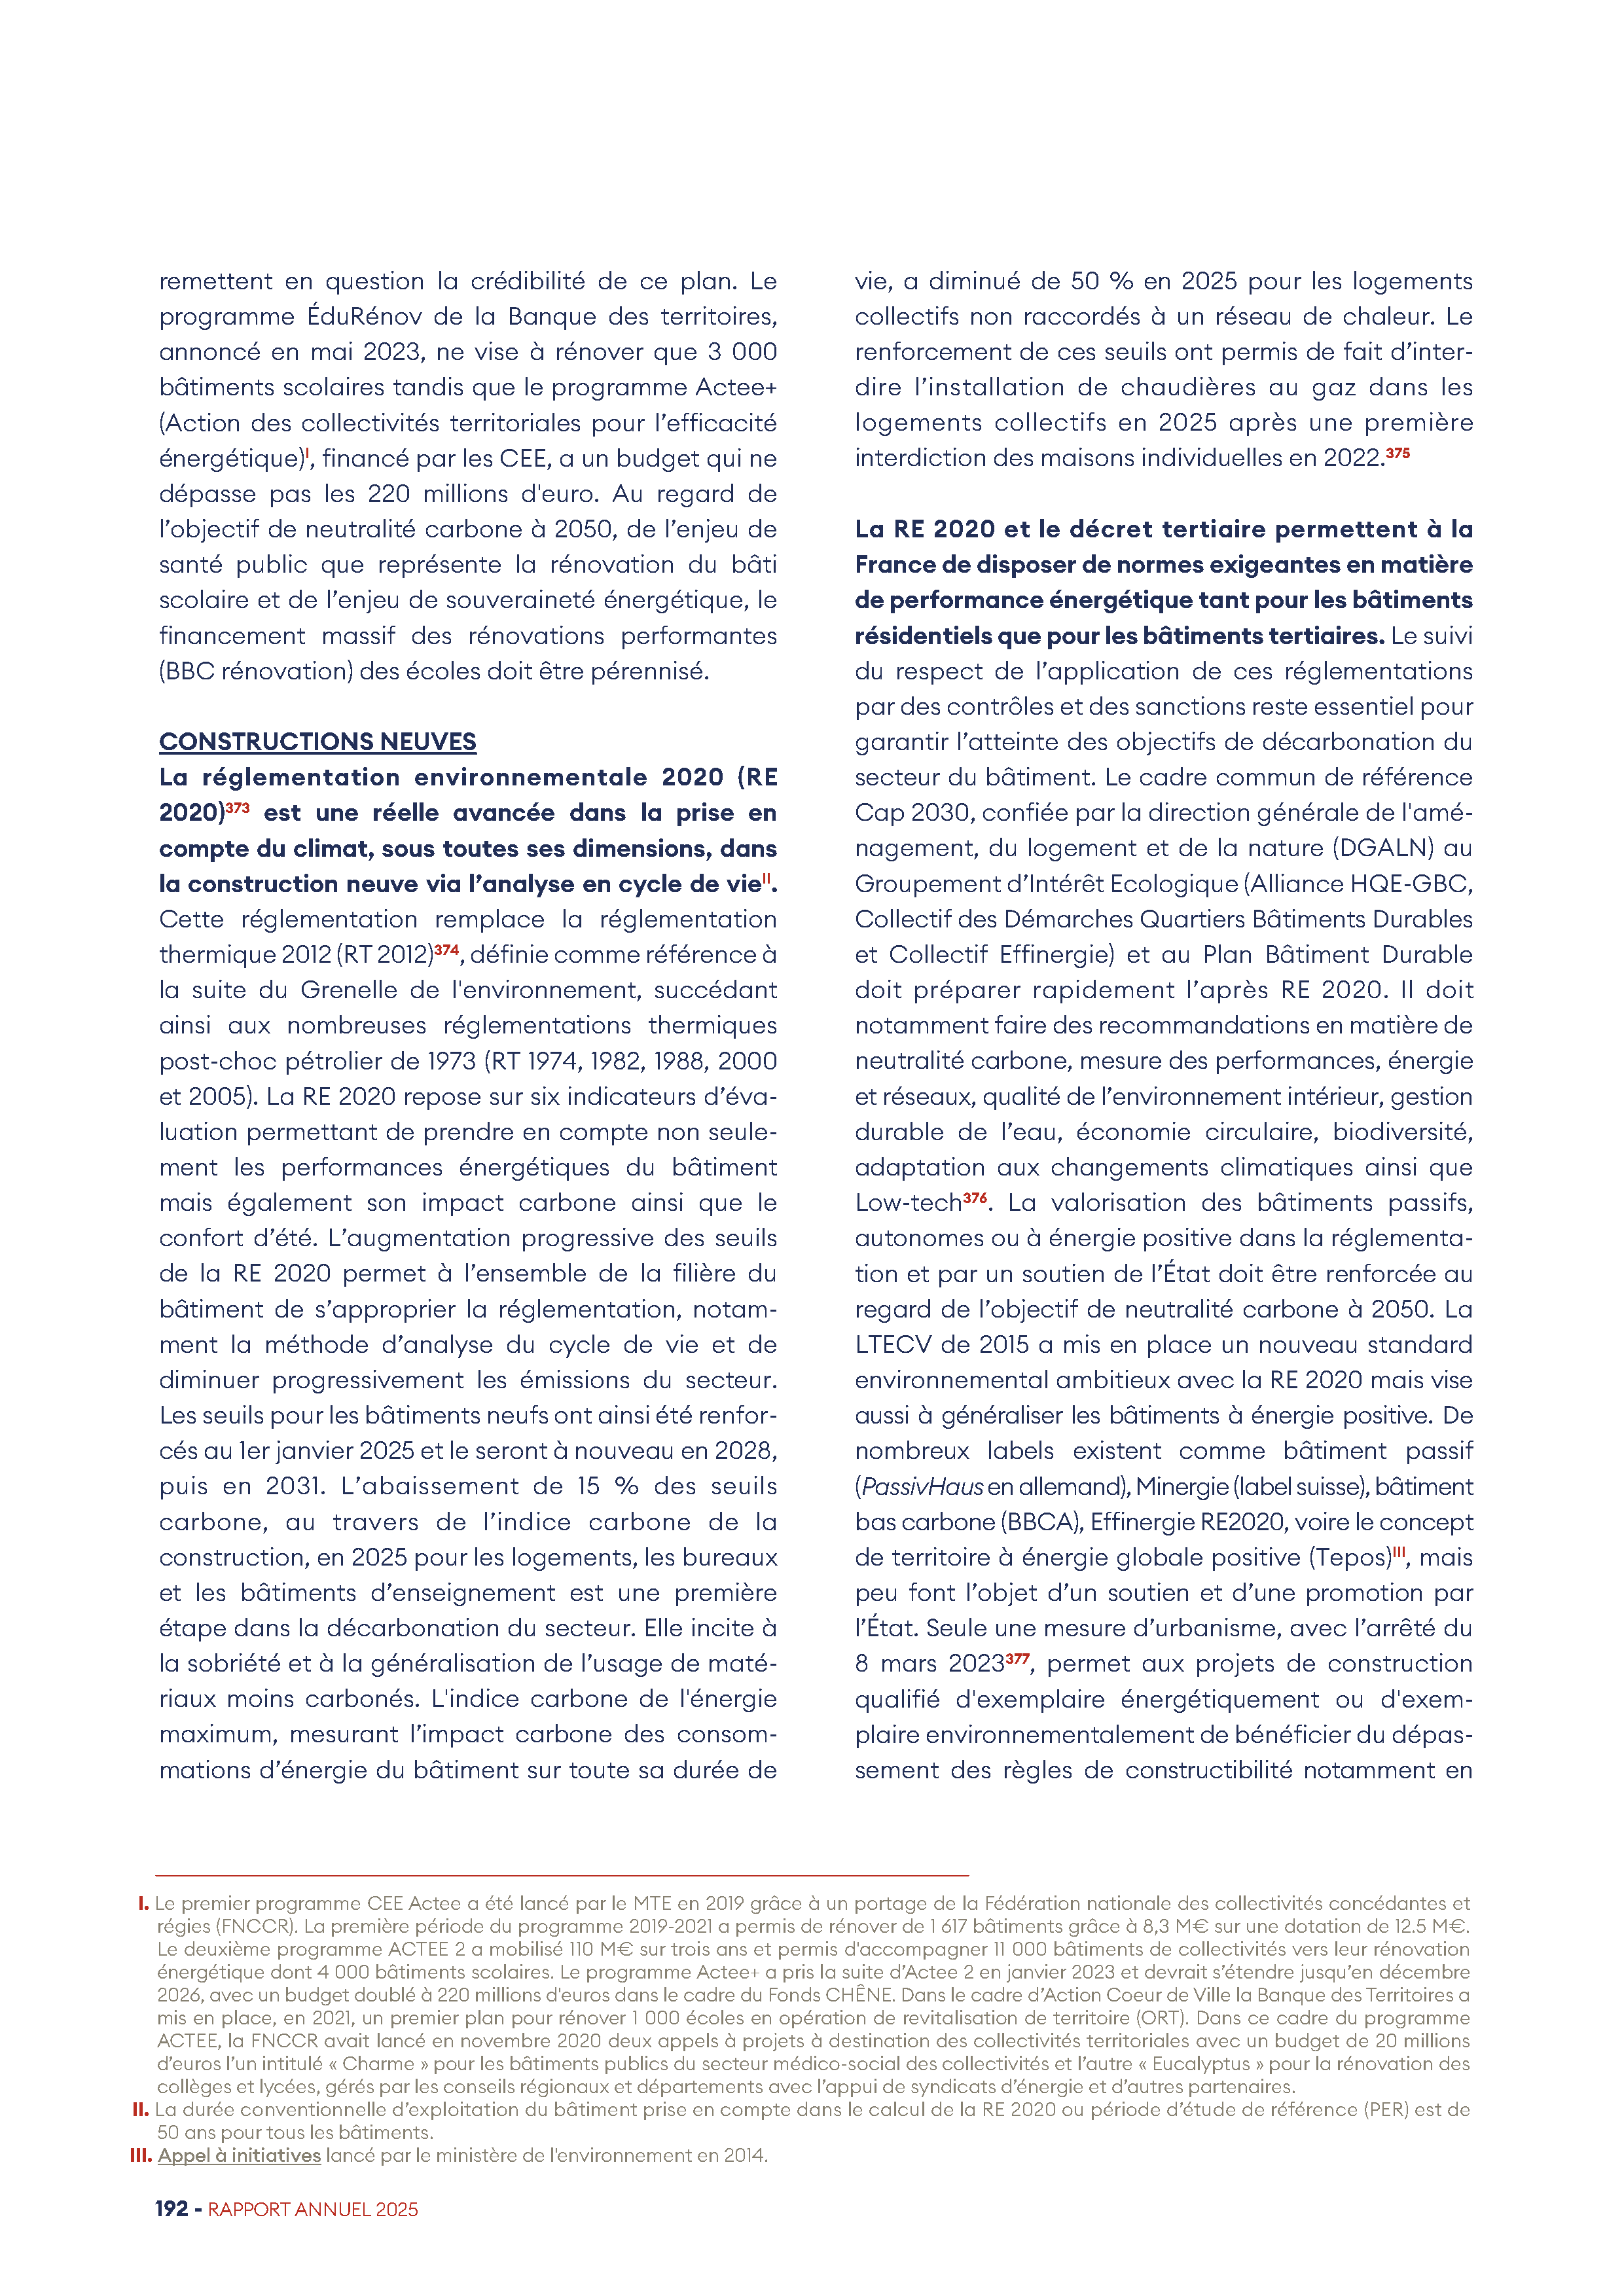 remettent en question la crédibilité de ce plan. Le
programme ÉduRénov de la Banque des territoires,
annoncé en mai 2023, ne vise à rénover que 3 000
bâtiments scolaires tandis que le programme Actee+
(Action des collectivités territoriales pour l’efficacité
énergétique)I, financé par les CEE, a un budget qui ne
dépasse pas les 220 millions d'euro. Au regard de
l’objectif de neutralité carbone à 2050, de l’enjeu de
santé public que représente la rénovation du bâti
scolaire et de l’enjeu de souveraineté énergétique, le
financement massif des rénovations performantes
(BBC rénovation) des écoles doit être pérennisé.
CONSTRUCTIONS NEUVES
La réglementation environnementale 2020 (RE
2020)373 est une réelle avancée dans la prise en
compte du climat, sous toutes ses dimensions, dans
la construction neuve via l’analyse en cycle de vieII.
Cette réglementation remplace la réglementation
thermique 2012 (RT 2012)374, définie comme référence à
la suite du Grenelle de l'environnement, succédant
ainsi aux nombreuses réglementations thermiques
post-choc pétrolier de 1973 (RT 1974, 1982, 1988, 2000
et 2005). La RE 2020 repose sur six indicateurs d’éva-
luation permettant de prendre en compte non seule-
ment les performances énergétiques du bâtiment
mais également son impact carbone ainsi que le
confort d’été. L’augmentation progressive des seuils
de la RE 2020 permet à l’ensemble de la filière du
bâtiment de s’approprier la réglementation, notam-
ment la méthode d’analyse du cycle de vie et de
diminuer progressivement les émissions du secteur.
Les seuils pour les bâtiments neufs ont ainsi été renfor-
cés au 1er janvier 2025 et le seront à nouveau en 2028,
puis en 2031. L’abaissement de 15 % des seuils
carbone, au travers de l’indice carbone de la
construction, en 2025 pour les logements, les bureaux
et les bâtiments d’enseignement est une première
étape dans la décarbonation du secteur. Elle incite à
la sobriété et à la généralisation de l’usage de maté-
riaux moins carbonés. L'indice carbone de l'énergie
maximum, mesurant l’impact carbone des consom-
mations d’énergie du bâtiment sur toute sa durée de
vie, a diminué de 50 % en 2025 pour les logements
collectifs non raccordés à un réseau de chaleur. Le
renforcement de ces seuils ont permis de fait d’inter-
dire l’installation de chaudières au gaz dans les
logements collectifs en 2025 après une première
interdiction des maisons individuelles en 2022.375
La RE 2020 et le décret tertiaire permettent à la
France de disposer de normes exigeantes en matière
de performance énergétique tant pour les bâtiments
résidentiels que pour les bâtiments tertiaires. Le suivi
du respect de l’application de ces réglementations
par des contrôles et des sanctions reste essentiel pour
garantir l’atteinte des objectifs de décarbonation du
secteur du bâtiment. Le cadre commun de référence
Cap 2030, confiée par la direction générale de l'amé-
nagement, du logement et de la nature (DGALN) au
Groupement d’Intérêt Ecologique (Alliance HQE-GBC,
Collectif des Démarches Quartiers Bâtiments Durables
et Collectif Effinergie) et au Plan Bâtiment Durable
doit préparer rapidement l’après RE 2020. Il doit
notamment faire des recommandations en matière de
neutralité carbone, mesure des performances, énergie
et réseaux, qualité de l’environnement intérieur, gestion
durable de l’eau, économie circulaire, biodiversité,
adaptation aux changements climatiques ainsi que
Low-tech376. La valorisation des bâtiments passifs,
autonomes ou à énergie positive dans la réglementa-
tion et par un soutien de l’État doit être renforcée au
regard de l’objectif de neutralité carbone à 2050. La
LTECV de 2015 a mis en place un nouveau standard
environnemental ambitieux avec la RE 2020 mais vise
aussi à généraliser les bâtiments à énergie positive. De
nombreux labels existent comme bâtiment passif
(PassivHaus en allemand), Minergie (label suisse), bâtiment
bas carbone (BBCA), Effinergie RE2020, voire le concept
de territoire à énergie globale positive (Tepos)III, mais
peu font l’objet d’un soutien et d’une promotion par
l’État. Seule une mesure d’urbanisme, avec l’arrêté du
8 mars 2023377, permet aux projets de construction
qualifié d'exemplaire énergétiquement ou d'exem-
plaire environnementalement de bénéficier du dépas-
sement des règles de constructibilité notamment en
I. Le premier programme CEE Actee a été lancé par le MTE en 2019 grâce à un portage de la Fédération nationale des collectivités concédantes et
régies (FNCCR). La première période du programme 2019-2021 a permis de rénover de 1 617 bâtiments grâce à 8,3 M€ sur une dotation de 12.5 M€.
Le deuxième programme ACTEE 2 a mobilisé 110 M€ sur trois ans et permis d'accompagner 11 000 bâtiments de collectivités vers leur rénovation
énergétique dont 4 000 bâtiments scolaires. Le programme Actee+ a pris la suite d’Actee 2 en janvier 2023 et devrait s’étendre jusqu’en décembre
2026, avec un budget doublé à 220 millions d'euros dans le cadre du Fonds CHÊNE. Dans le cadre d’Action Coeur de Ville la Banque des Territoires a
mis en place, en 2021, un premier plan pour rénover 1 000 écoles en opération de revitalisation de territoire (ORT). Dans ce cadre du programme
ACTEE, la FNCCR avait lancé en novembre 2020 deux appels à projets à destination des collectivités territoriales avec un budget de 20 millions
d’euros l’un intitulé « Charme » pour les bâtiments publics du secteur médico-social des collectivités et l’autre « Eucalyptus » pour la rénovation des
collèges et lycées, gérés par les conseils régionaux et départements avec l’appui de syndicats d’énergie et d’autres partenaires.
II. La durée conventionnelle d’exploitation du bâtiment prise en compte dans le calcul de la RE 2020 ou période d’étude de référence (PER) est de
50 ans pour tous les bâtiments.
III. Appel à initiatives lancé par le ministère de l'environnement en 2014.
192 - RAPPORT ANNUEL 2025